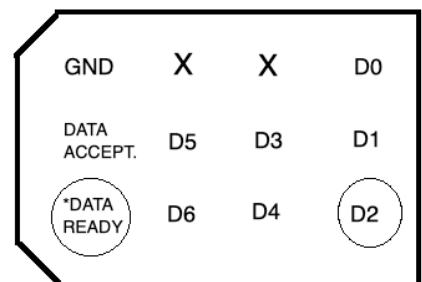 GND X X D0
DATA
ACCEPT. D5 D3 D1
*DATA
READY D6 D4 D2